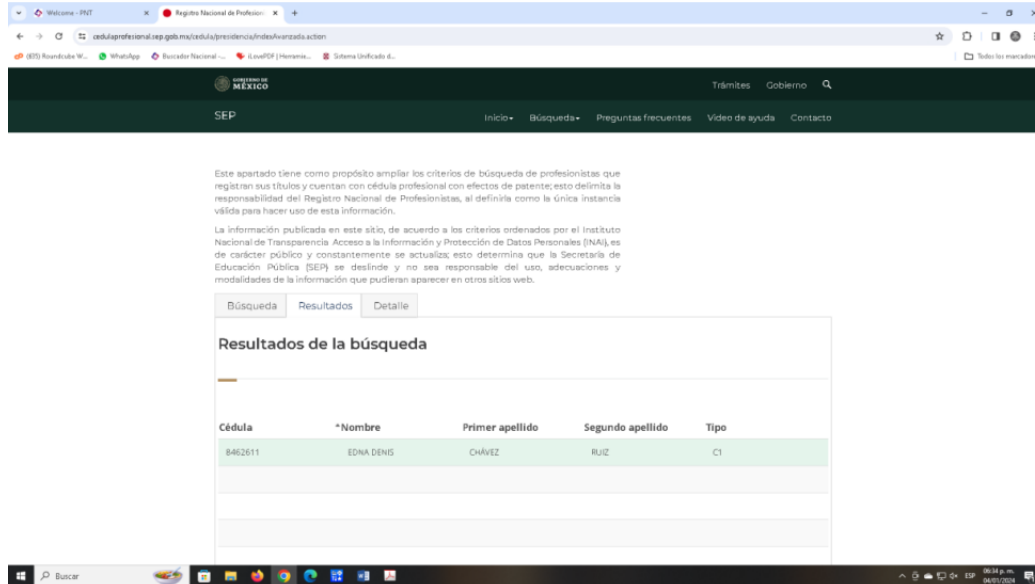 Welcome - PNT
Registro Nacional de Profesion
cedulaprofesional.sep.gob.mx/cedula/presidencia/indexAvanzada.action
(835) Roundcube W... WhatsApp Buscador Nacional -... iLovePDF | Herramie... Sistema Unificado d... Todos los marcadores
GOBIERNO DE
MÉXICO
Trámites Gobierno
SEP Inicio Búsqueda Preguntas frecuentes Video de ayuda Contacto
Este apartado tiene como propósito ampliar los criterios de búsqueda de profesionistas que
registran sus títulos y cuentan con cédula profesional con efectos de patente; esto delimita la
responsabilidad del Registro Nacional de Profesionistas, al definirla como la única instancia
válida para hacer uso de esta información.
La información publicada en este sitio, de acuerdo a los criterios ordenados por el Instituto
Nacional de Transparencia Acceso a la Información y Protección de Datos Personales (INAI), es
de carácter público y constantemente se actualiza; esto determina que la Secretaría de
Educación Pública (SEP) se deslinde y no sea responsable del uso, adecuaciones y
modalidades de la información que pudieran aparecer en otros sitios web.
Búsqueda Resultados Detalle
Resultados de la búsqueda
Cédula *Nombre Primer apellido Segundo apellido Tipo
8462611 EDNA DENIS CHÁVEZ RUIZ C1
Buscar
ESP
06:34 p. m.
04/01/2024